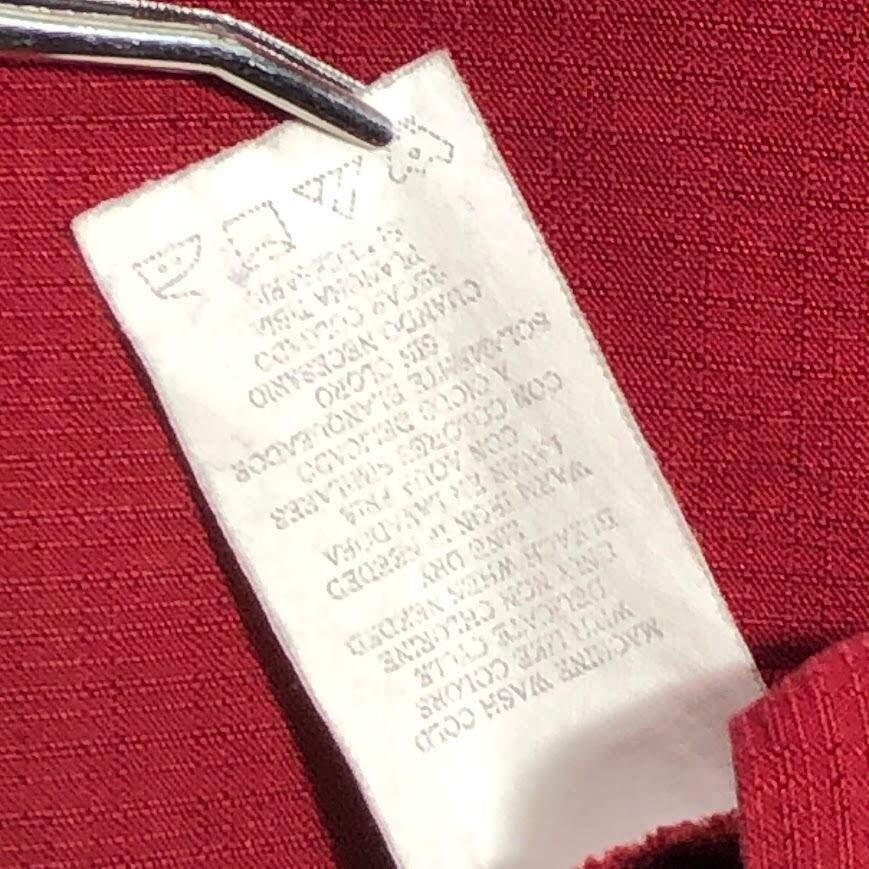 MACHINE WASH COLD
WITH LIKE COLORS
DELICATE CYCLE
ONLY NON CHLORINE
BLEACH WHEN NEEDED
LINE DRY
WARM IRON IF NEEDED
LAVAR EN LAVADORA
CON AGUA FRIA
CON COLORES SIMILARES
A CICLO DELICADO
BLANQUEADOR
SIN CLORO
CUANDO NECESARIO
SECAR COLGADO
PLANCHA TIBIA